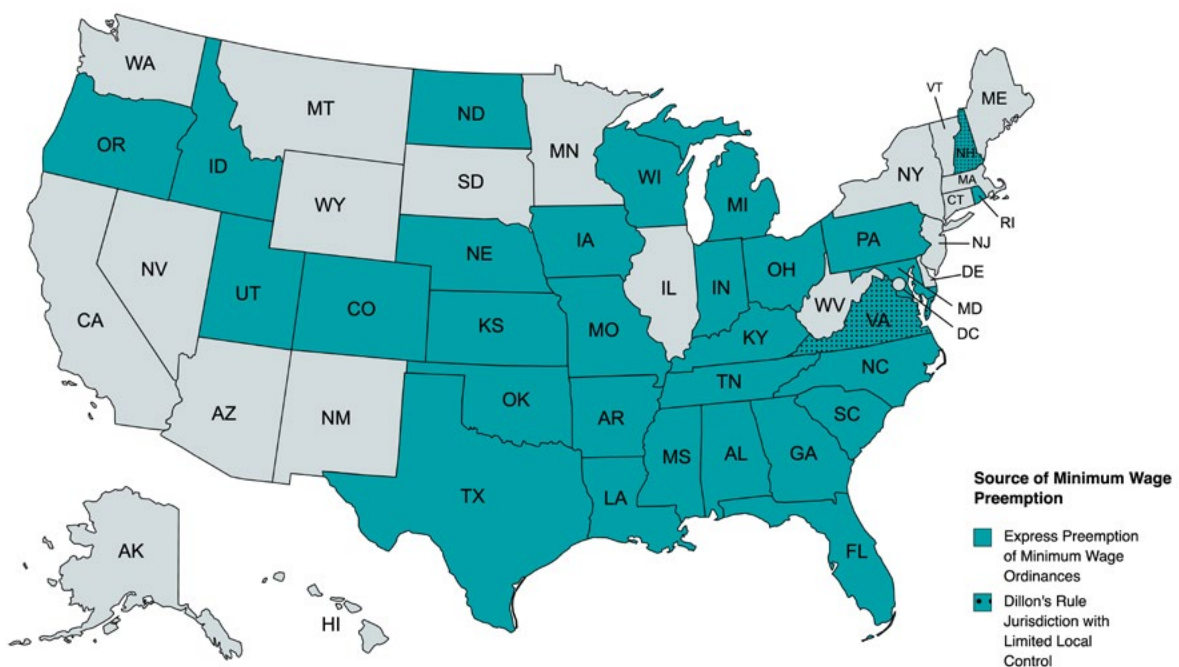 WA
MT
ND
MN
VT
ME
OR
ID
SD
WI
NY
NH
MA
CT
RI
WY
MI
IA
PA
NJ
NE
OH
DE
NV
UT
CO
IL
IN
WV
MD
DC
CA
KS
MO
KY
VA
NC
TN
AZ
NM
OK
AR
SC
MS
AL
GA
TX
LA
FL
AK
HI
Source of Minimum Wage
Preemption
Express Preemption
of Minimum Wage
Ordinances
Dillon's Rule
Jurisdiction with
Limited Local
Control